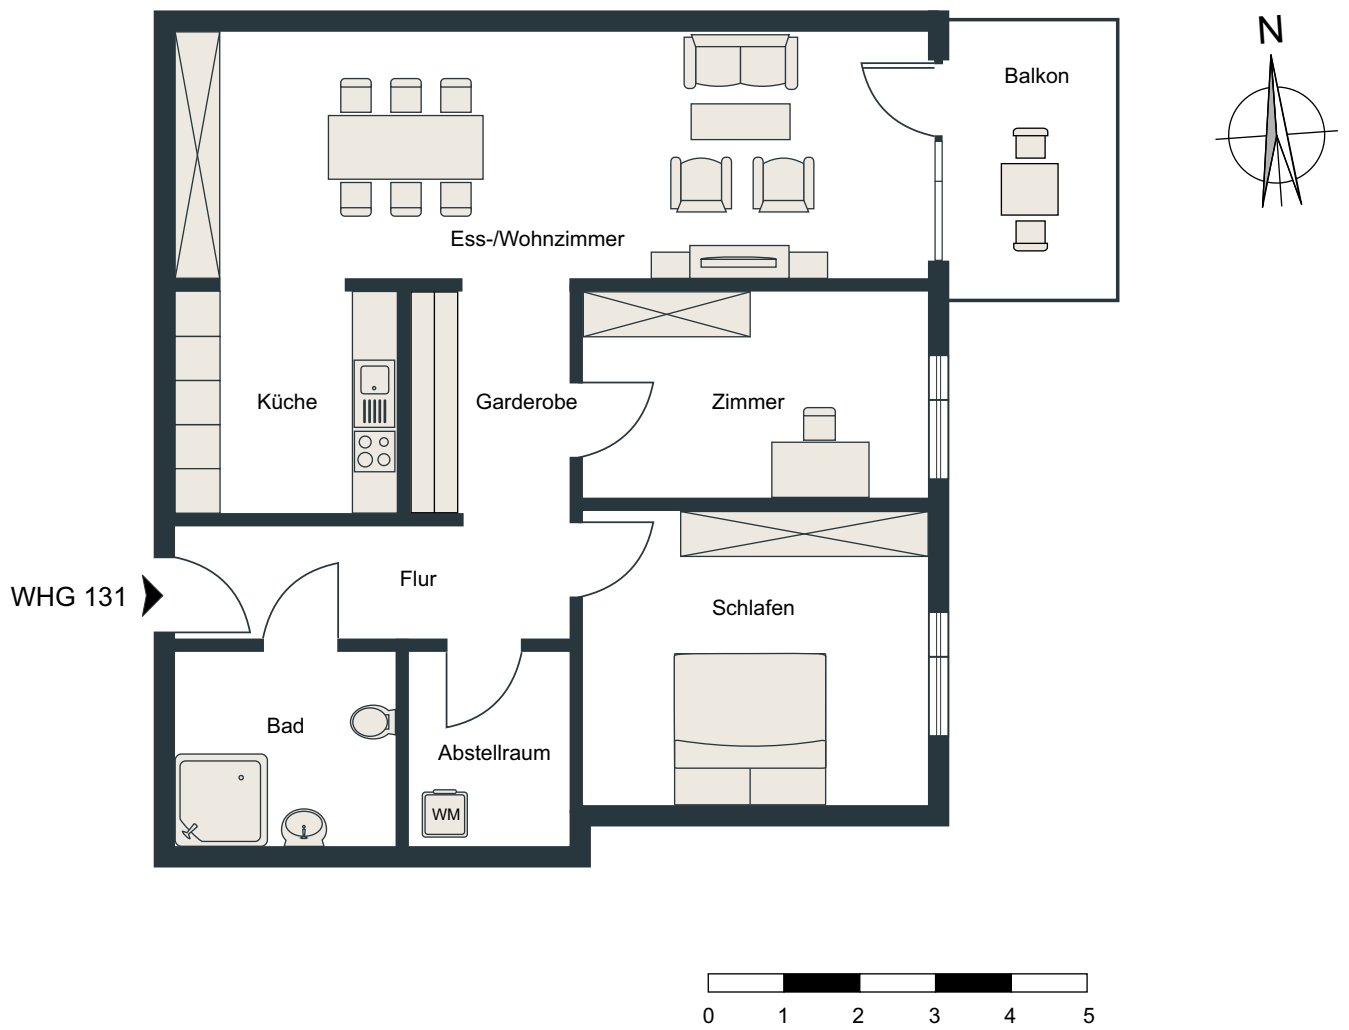 N
Balkon
Ess-/Wohnzimmer
Küche
Garderobe
Zimmer
Flur
WHG 131
Schlafen
Bad
Abstellraum
WM
0 1 2 3 4 5